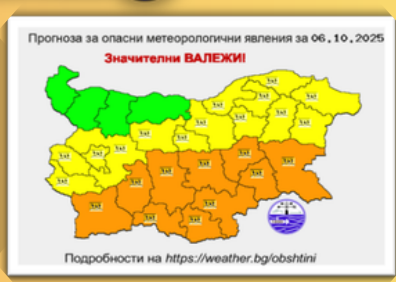 Прогноза за опасни метеорологични явления за 06.10.2025
Значителни ВАЛЕЖИ!
Подробности на https://weather.bg/obshtini